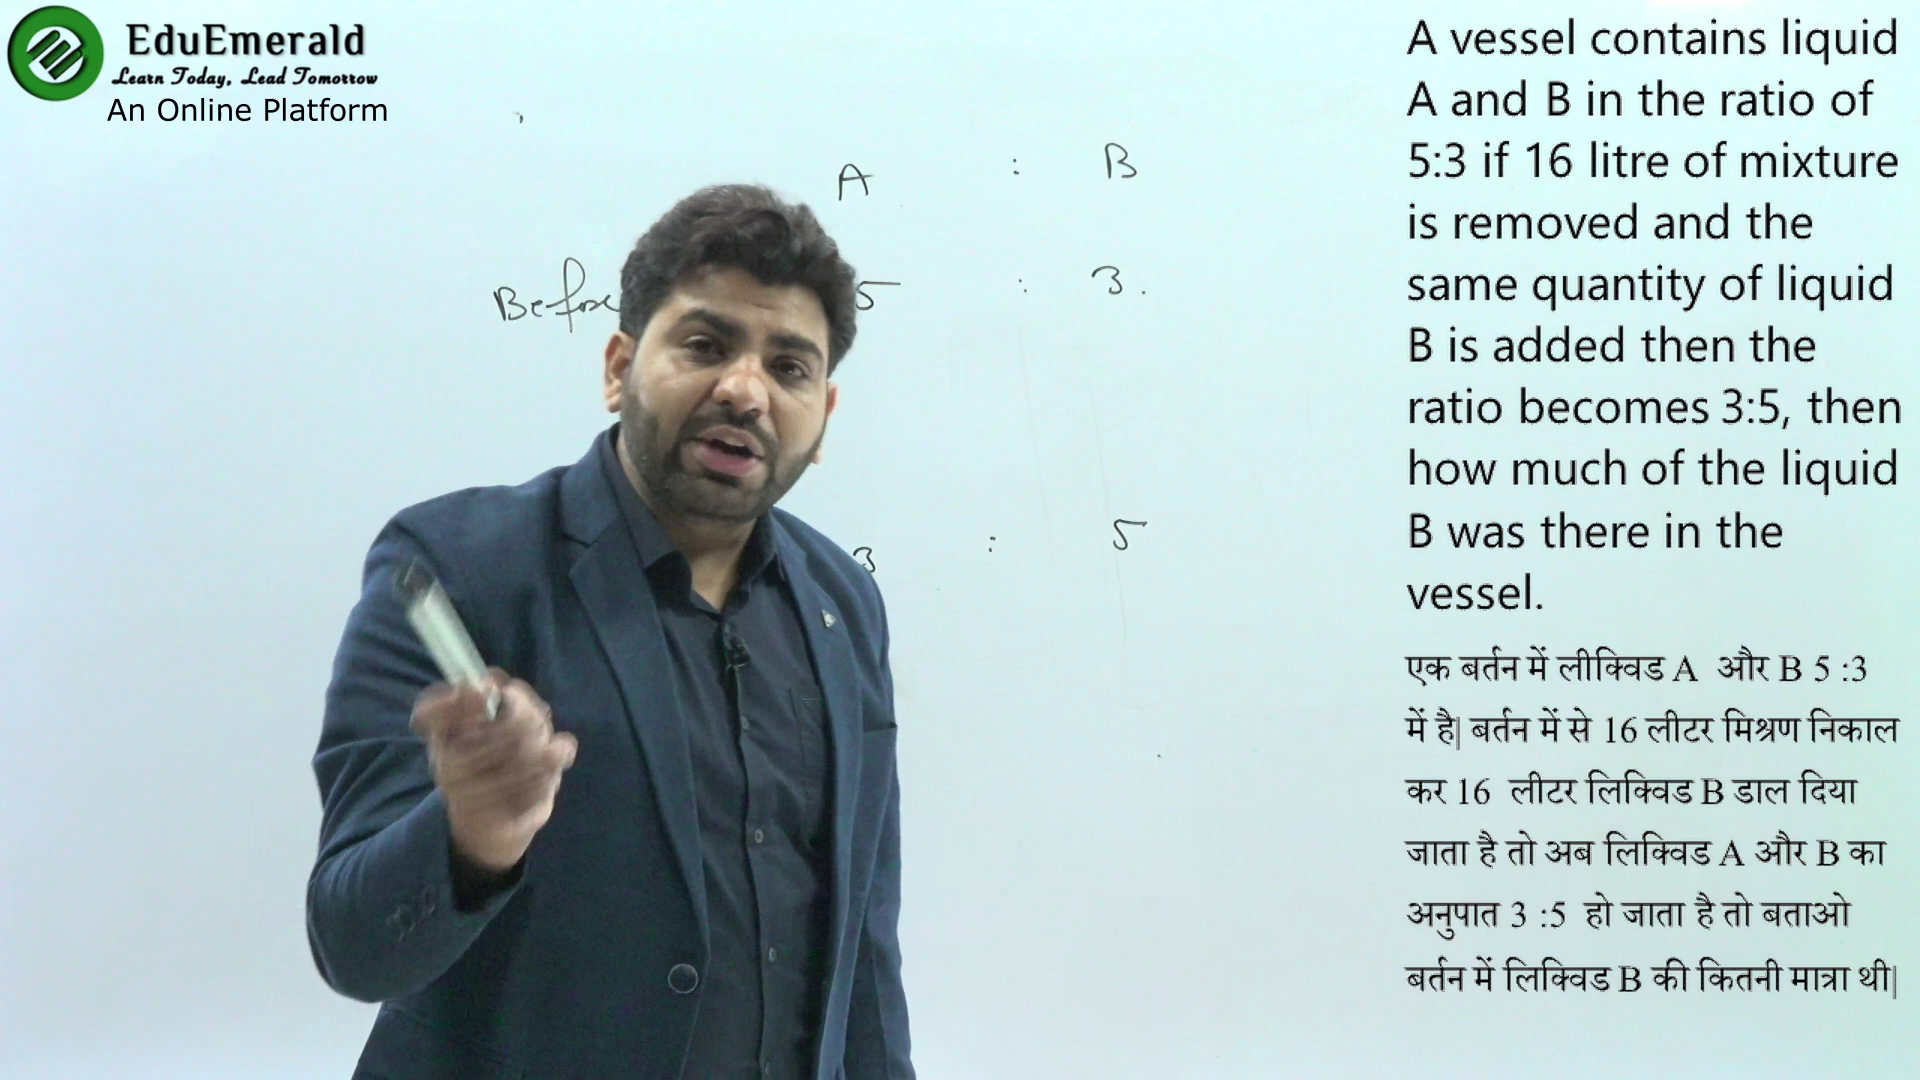 EduEmerald
Learn Today, Lead Tomorrow
An Online Platform
A : B
Before 5 : 3.
3 : 5
A vessel contains liquid
A and B in the ratio of
5:3 if 16 litre of mixture
is removed and the
same quantity of liquid
B is added then the
ratio becomes 3:5, then
how much of the liquid
B was there in the
vessel.
एक बर्तन में लीक्विड A और B 5 :3
में है| बर्तन में से 16 लीटर मिश्रण निकाल
कर 16 लीटर लिक्विड B डाल दिया
जाता है तो अब लिक्विड A और B का
अनुपात 3 :5 हो जाता है तो बताओ
बर्तन में लिक्विड B की कितनी मात्रा थी|